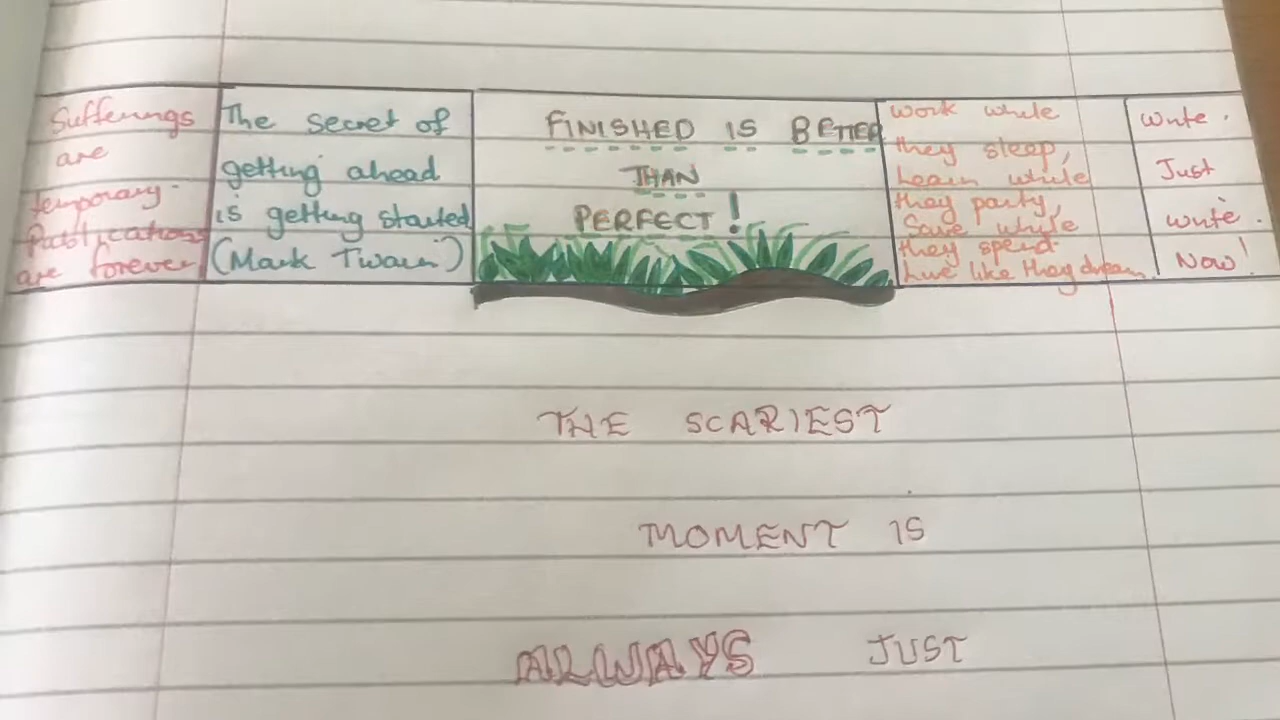 Sufferings
are
temporary.
Publications
are forever
The secret of
getting ahead
is getting started
(Mark Twain)
FINISHED IS BETTER
THAN
PERFECT!
Work while
they sleep,
Learn while
they party,
Save while
they spend.
Live like they dream.
Write.
Just
write.
Now!
THE SCARIEST
MOMENT IS
ALWAYS JUST